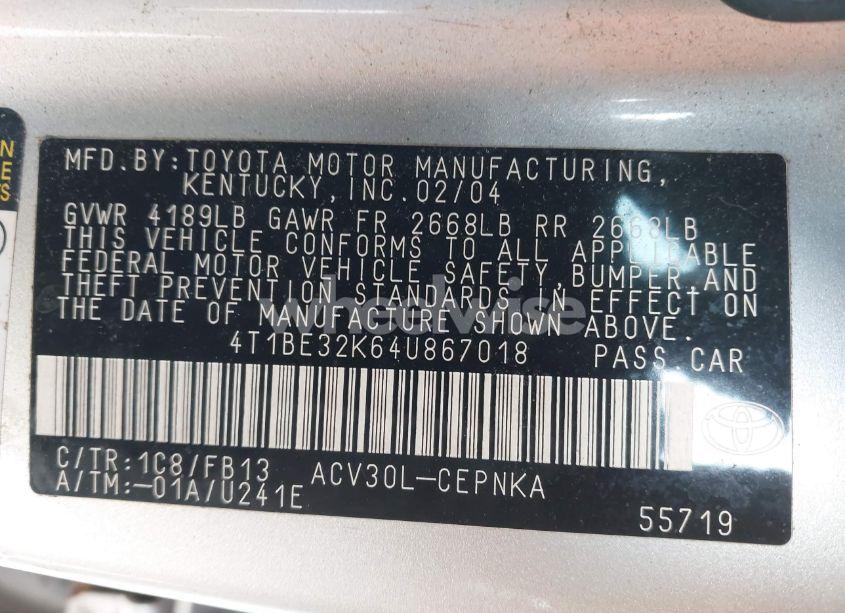 N
E
TS
MFD.BY:TOYOTA MOTOR MANUFACTURING,
KENTUCKY,INC.02/04
GVWR 4189LB GAWR FR 2668LB RR 2668LB
THIS VEHICLE CONFORMS TO ALL APPLICABLE
FEDERAL MOTOR VEHICLE SAFETY,BUMPER,AND
THEFT PREVENTION STANDARDS IN EFFECT ON
THE DATE OF MANUFACTURE SHOWN ABOVE.
wheelwise
4T1BE32K64U867018 PASS.CAR
C/TR:1C8/FB13 ACV30L-CEPNKA
A/TM:-01A/U241E
55719